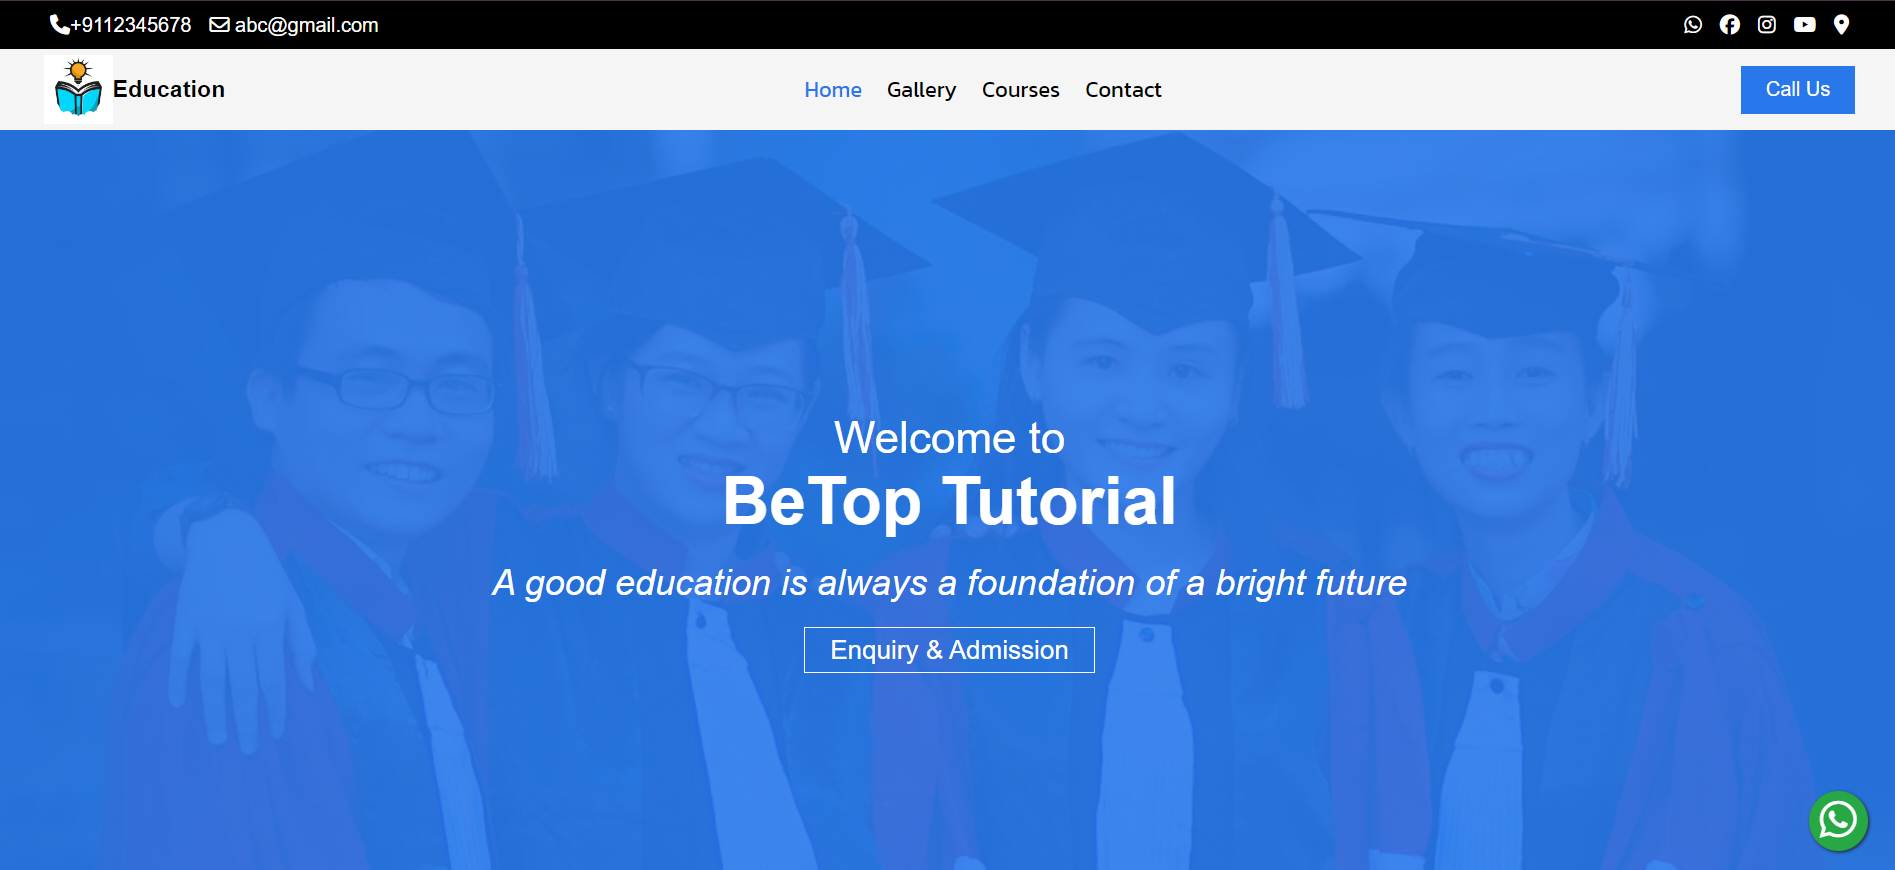 +9112345678 abc@gmail.com
Education
Home Gallery Courses Contact
Call Us
Welcome to
BeTop Tutorial
A good education is always a foundation of a bright future
Enquiry & Admission